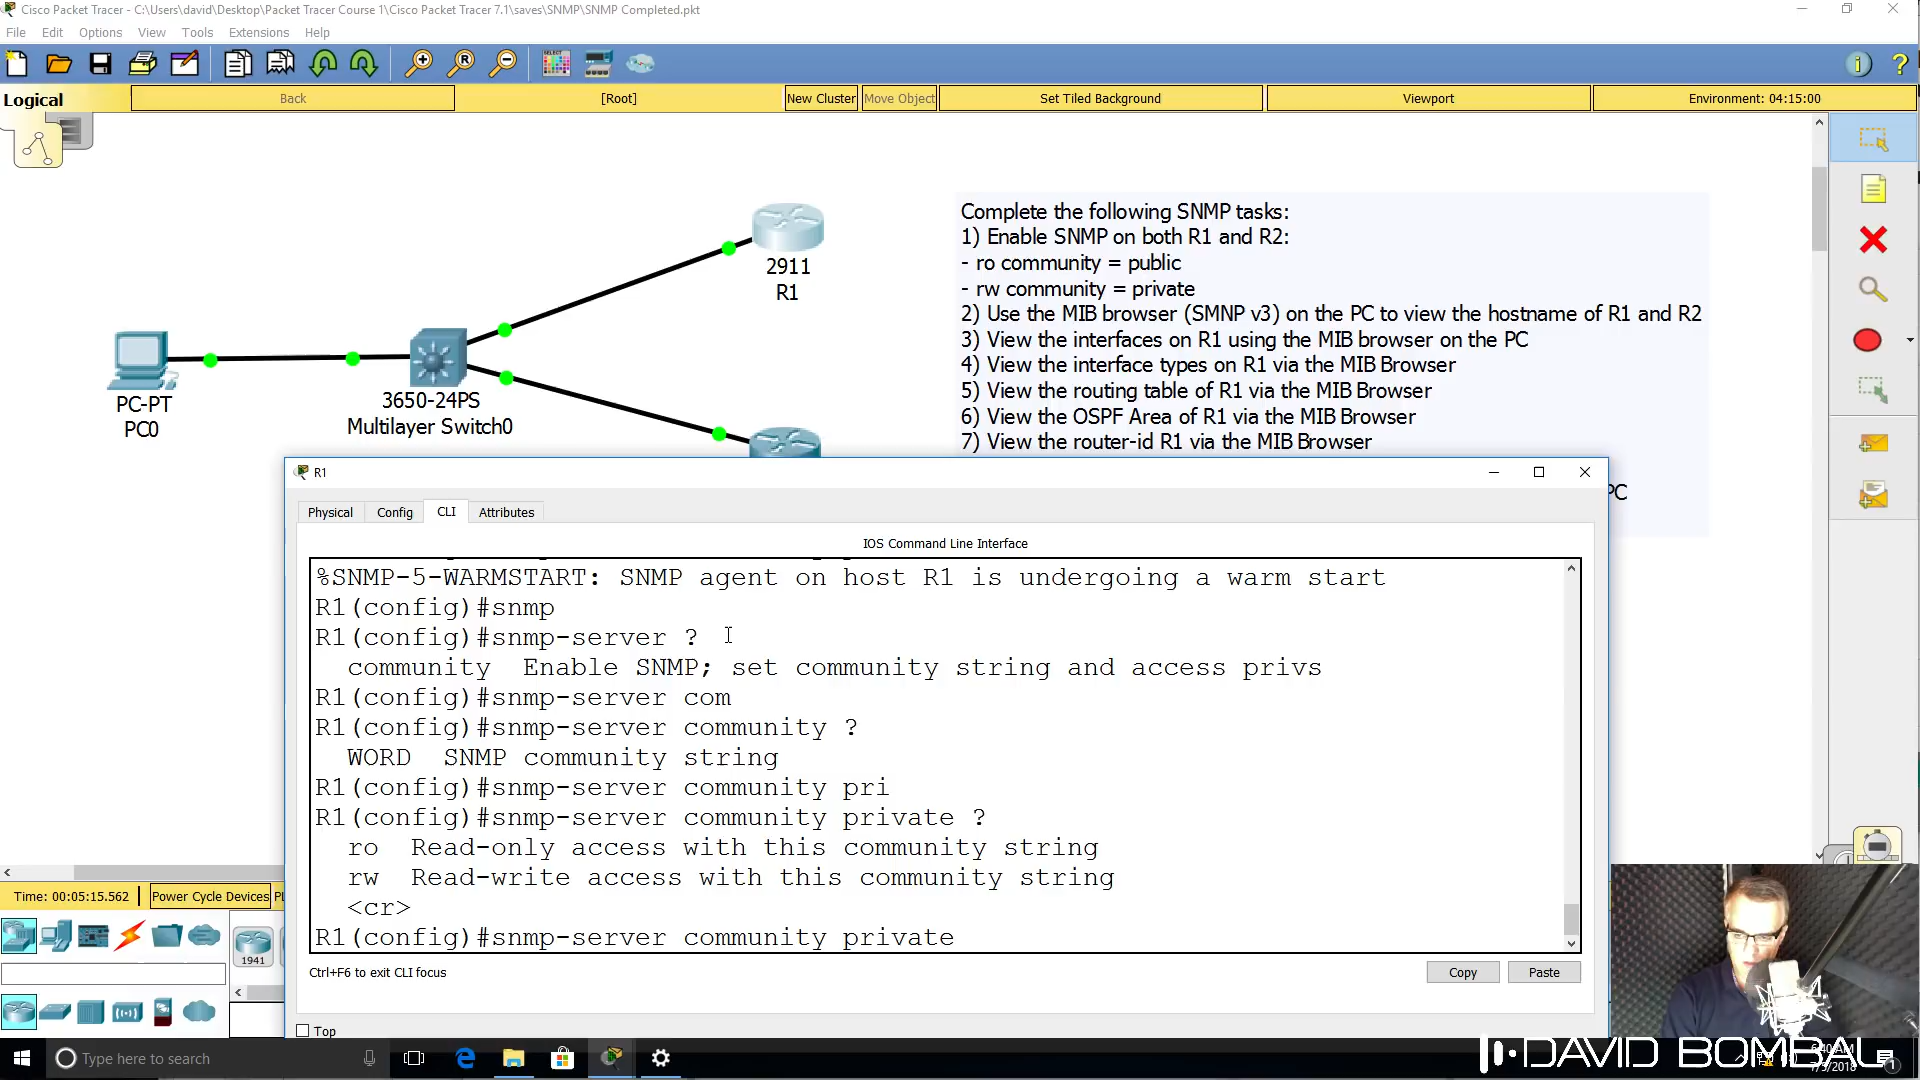 Cisco Packet Tracer - C:\Users\david\Desktop\Packet Tracer Course 1\Cisco Packet Tracer 7.1\saves\SNMP\SNMP Completed.pkt
File Edit Options View Tools Extensions Help
Logical Back [Root] New Cluster Move Object Set Tiled Background Viewport Environment: 04:15:00
2911
R1
PC-PT
PC0
3650-24PS
Multilayer Switch0
Complete the following SNMP tasks:
1) Enable SNMP on both R1 and R2:
- ro community = public
- rw community = private
2) Use the MIB browser (SMNP v3) on the PC to view the hostname of R1 and R2
3) View the interfaces on R1 using the MIB browser on the PC
4) View the interface types on R1 via the MIB Browser
5) View the routing table of R1 via the MIB Browser
6) View the OSPF Area of R1 via the MIB Browser
7) View the router-id R1 via the MIB Browser
PC
R1
Physical Config CLI Attributes
IOS Command Line Interface
%SNMP-5-WARMSTART: SNMP agent on host R1 is undergoing a warm start
R1(config)#snmp
R1(config)#snmp-server ?
community Enable SNMP; set community string and access privs
R1(config)#snmp-server com
R1(config)#snmp-server community ?
WORD SNMP community string
R1(config)#snmp-server community pri
R1(config)#snmp-server community private ?
ro Read-only access with this community string
rw Read-write access with this community string
<cr>
R1(config)#snmp-server community private
Ctrl+F6 to exit CLI focus
Copy Paste
Top
Time: 00:05:15.562 Power Cycle Devices
1941
Type here to search
DAVID BOMBAL